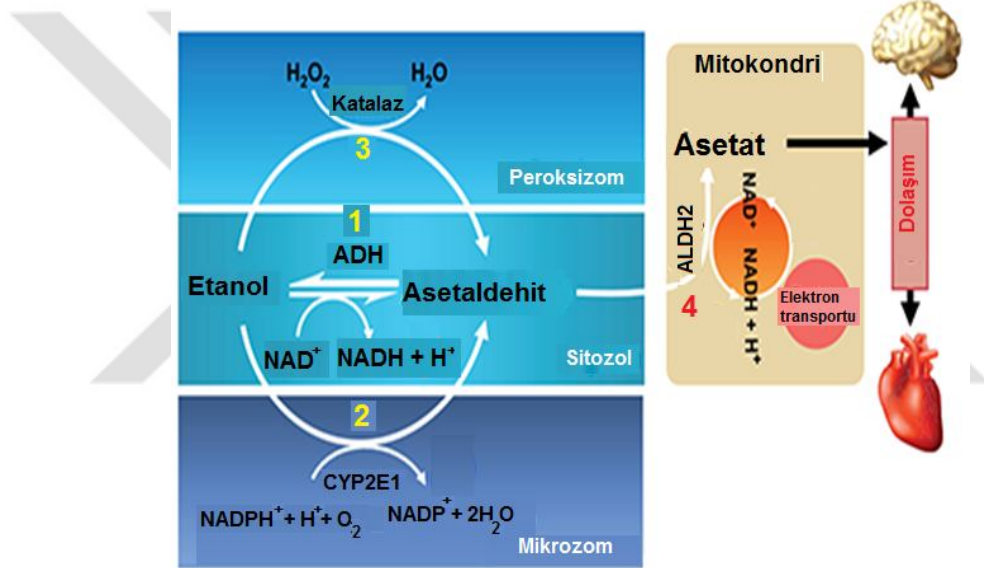 H₂O₂ H₂O
Katalaz
3
Peroksizom
1
ADH
Etanol Asetaldehit
NAD⁺ NADH + H⁺
Sitozol
2
CYP2E1
NADPH⁺ + H⁺ + O₂ NADP⁺ + 2H₂O
Mikrozom
Mitokondri
Asetat
ALDH2
NAD⁺ NADH + H⁺
4
Elektron
transportu
Dolaşım